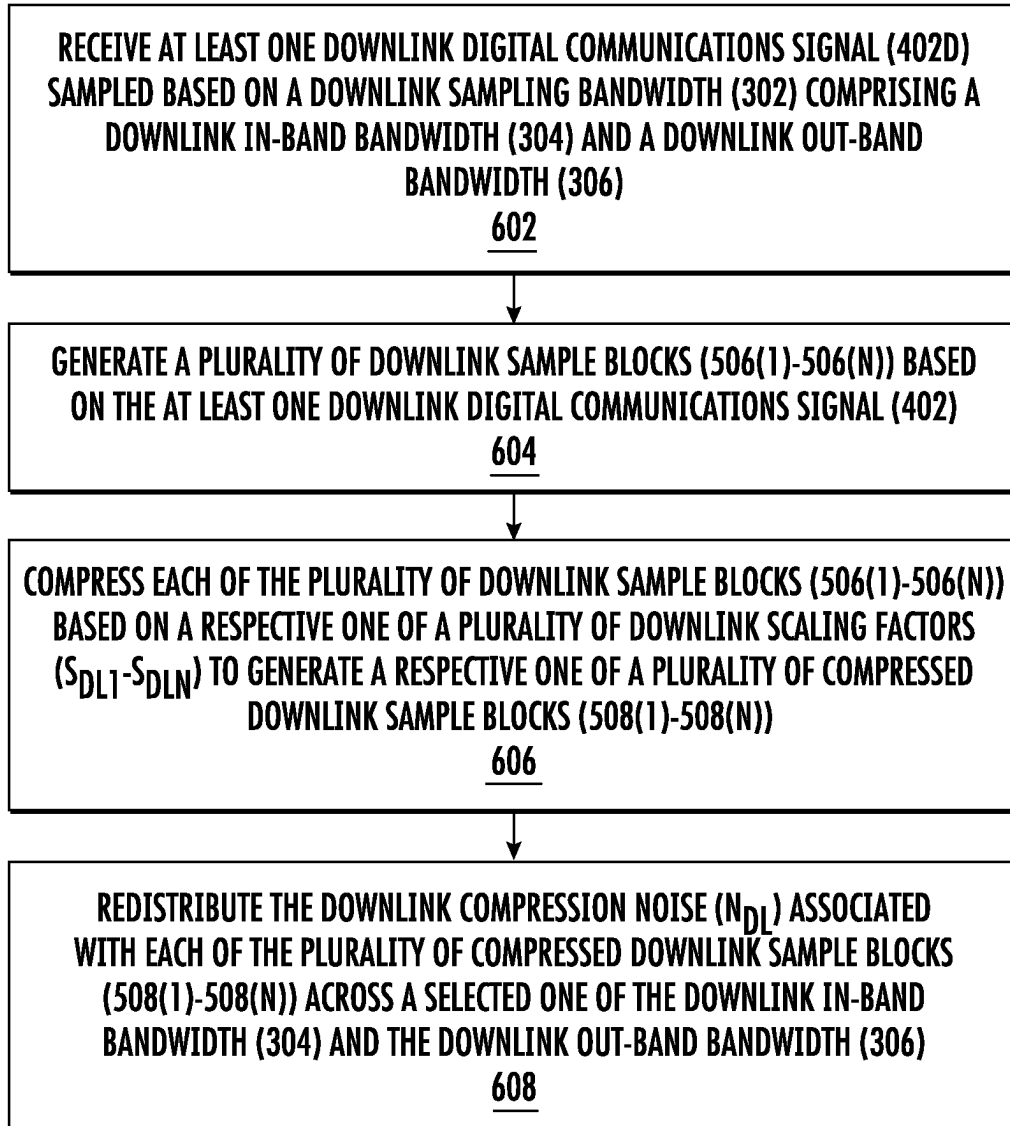 RECEIVE AT LEAST ONE DOWNLINK DIGITAL COMMUNICATIONS SIGNAL (402D)
SAMPLED BASED ON A DOWNLINK SAMPLING BANDWIDTH (302) COMPRISING A
DOWNLINK IN-BAND BANDWIDTH (304) AND A DOWNLINK OUT-BAND
BANDWIDTH (306)
602
GENERATE A PLURALITY OF DOWNLINK SAMPLE BLOCKS (506(1)-506(N)) BASED
ON THE AT LEAST ONE DOWNLINK DIGITAL COMMUNICATIONS SIGNAL (402)
604
COMPRESS EACH OF THE PLURALITY OF DOWNLINK SAMPLE BLOCKS (506(1)-506(N))
BASED ON A RESPECTIVE ONE OF A PLURALITY OF DOWNLINK SCALING FACTORS
(SDL1-SDLN) TO GENERATE A RESPECTIVE ONE OF A PLURALITY OF COMPRESSED
DOWNLINK SAMPLE BLOCKS (508(1)-508(N))
606
REDISTRIBUTE THE DOWNLINK COMPRESSION NOISE (NDL) ASSOCIATED
WITH EACH OF THE PLURALITY OF COMPRESSED DOWNLINK SAMPLE BLOCKS
(508(1)-508(N)) ACROSS A SELECTED ONE OF THE DOWNLINK IN-BAND
BANDWIDTH (304) AND THE DOWNLINK OUT-BAND BANDWIDTH (306)
608